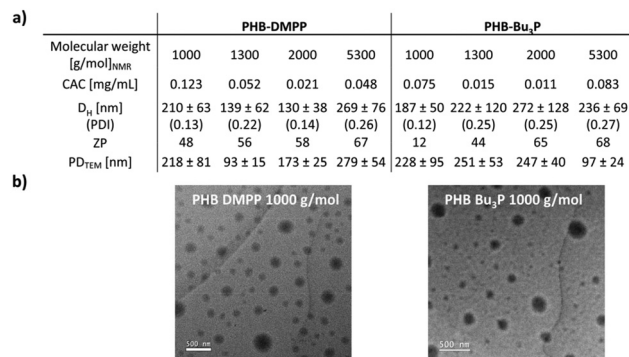 a)
PHB-DMPP PHB-Bu₃P
Molecular weight [g/mol]NMR 1000 1300 2000 5300 1000 1300 2000 5300
CAC [mg/mL] 0.123 0.052 0.021 0.048 0.075 0.015 0.011 0.083
DH [nm] 210 ± 63 139 ± 62 130 ± 38 269 ± 76 187 ± 50 222 ± 120 272 ± 128 236 ± 69
(PDI) (0.13) (0.22) (0.14) (0.26) (0.12) (0.25) (0.25) (0.27)
ZP 48 56 58 67 12 44 65 68
PDTEM [nm] 218 ± 81 93 ± 15 173 ± 25 279 ± 54 228 ± 95 251 ± 53 247 ± 40 97 ± 24
b)
PHB DMPP 1000 g/mol PHB Bu₃P 1000 g/mol
500 nm 500 nm